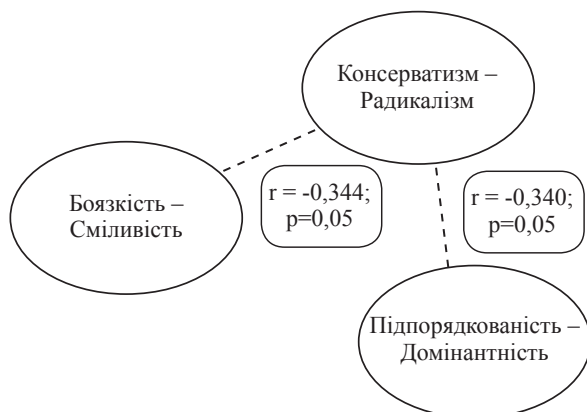 Консерватизм –
Радикалізм
Боязкість –
Сміливість
r = -0,344;
p=0,05
r = -0,340;
p=0,05
Підпорядкованість –
Домінантність